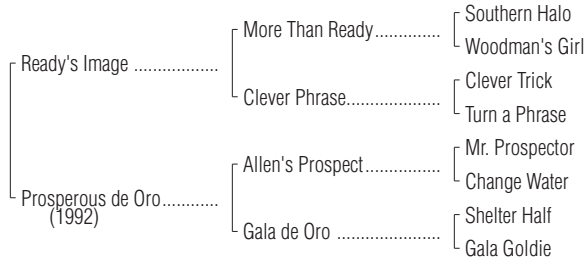 Southern Halo
More Than Ready..............
Woodman's Girl
Ready's Image ..................
Clever Trick
Clever Phrase....................
Turn a Phrase
Mr. Prospector
Allen's Prospect................
Change Water
Prosperous de Oro............
(1992)
Shelter Half
Gala de Oro ......................
Gala Goldie